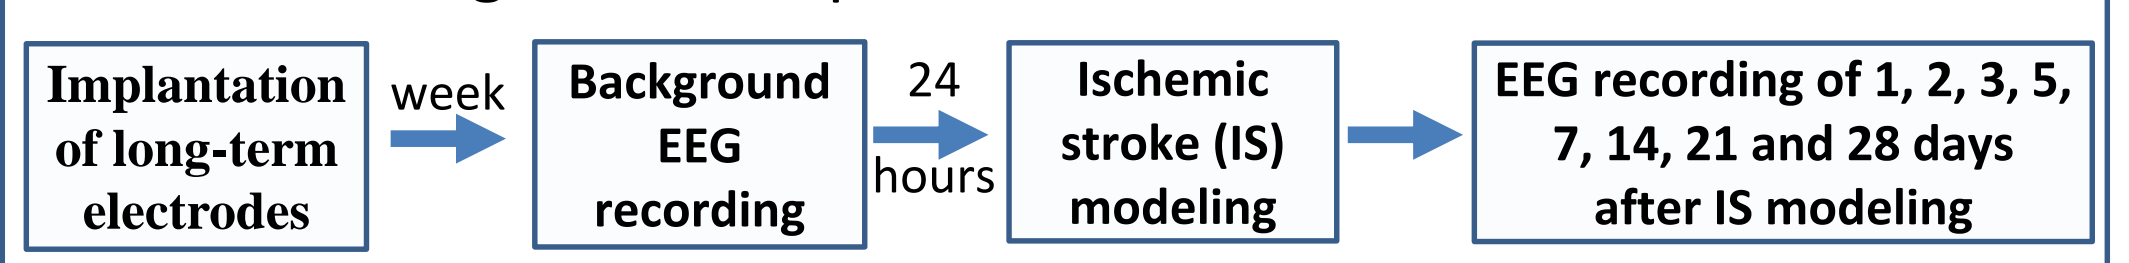 Implantation
of long-term
electrodes
week
Background
EEG
recording
24
hours
Ischemic
stroke (IS)
modeling
EEG recording of 1, 2, 3, 5,
7, 14, 21 and 28 days
after IS modeling